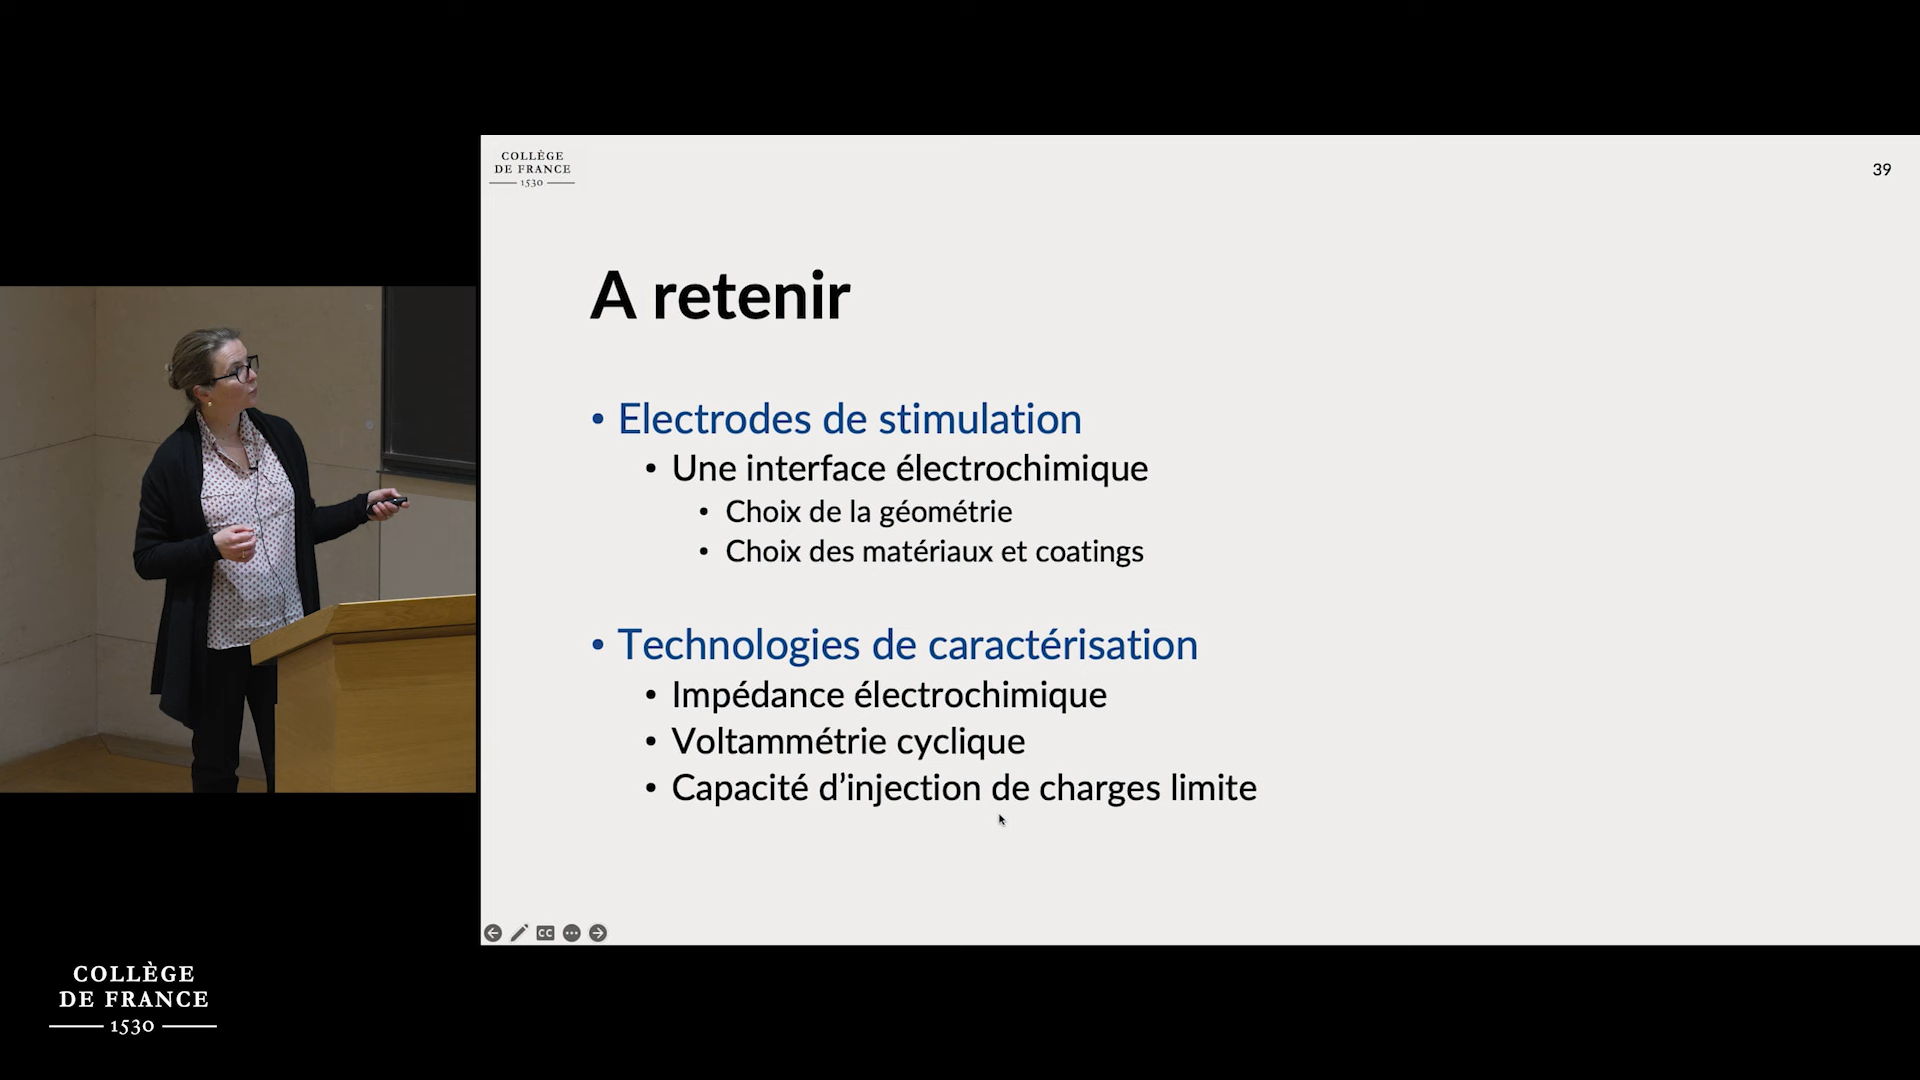 COLLÈGE
DE FRANCE
1530
39
A retenir
• Electrodes de stimulation
• Une interface électrochimique
• Choix de la géométrie
• Choix des matériaux et coatings
• Technologies de caractérisation
• Impédance électrochimique
• Voltammétrie cyclique
• Capacité d’injection de charges limite
CC
COLLÈGE
DE FRANCE
1530